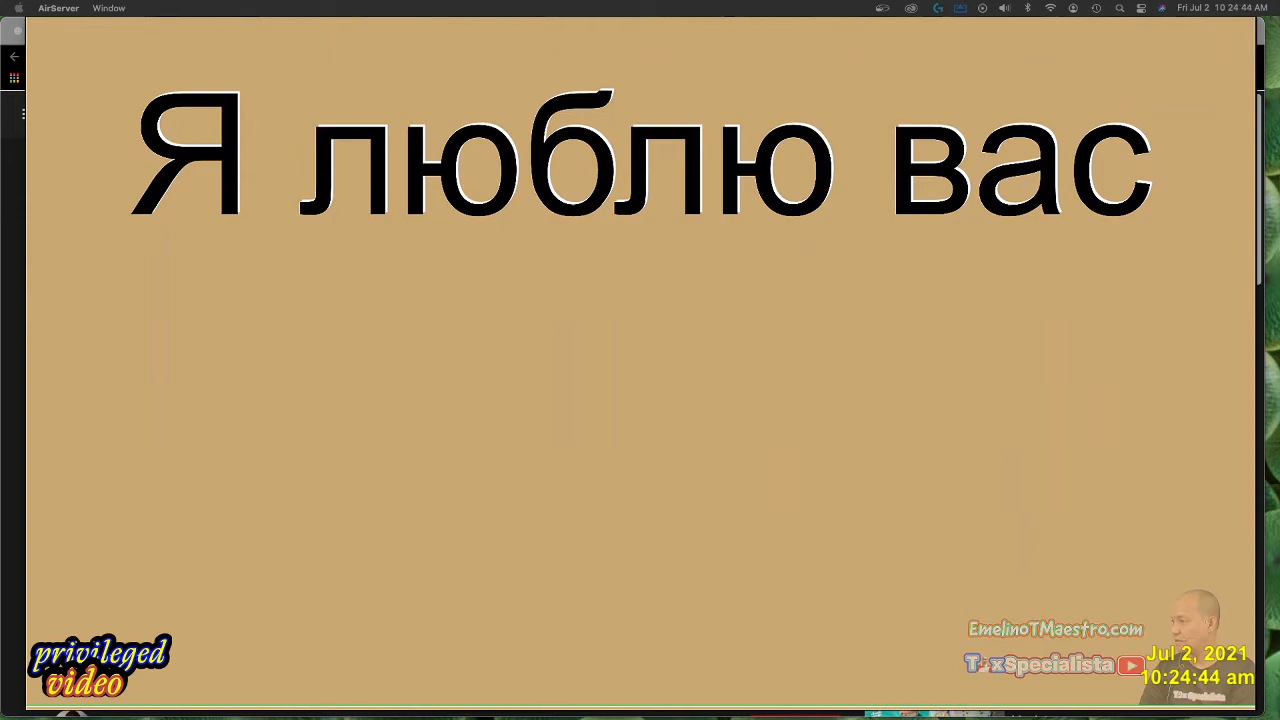 AirServer Window Fri Jul 2 10:24:44 AM
Я люблю вас
EmelinoTMaestro.com
privileged
video
TaxSpecialista
Jul 2, 2021
10:24:44 am